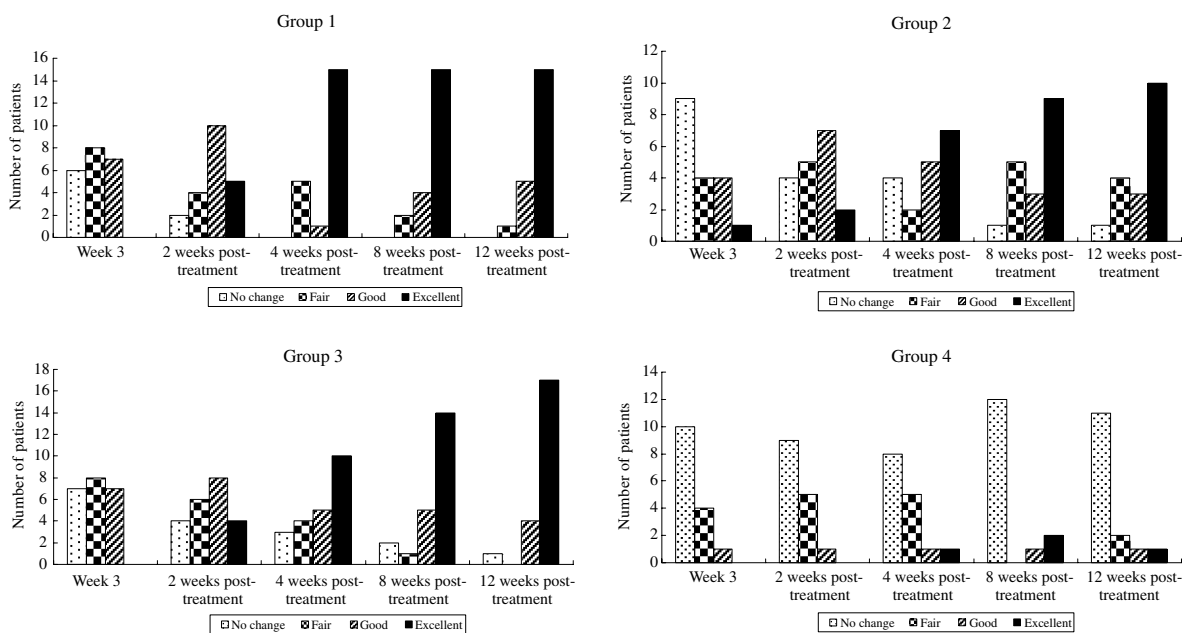 Group 1
Number of patients
16
14
12
10
8
6
4
2
0
Week 3
2 weeks post-
treatment
4 weeks post-
treatment
8 weeks post-
treatment
12 weeks post-
treatment
No change Fair Good Excellent
Group 2
Number of patients
12
10
8
6
4
2
0
Week 3
2 weeks post-
treatment
4 weeks post-
treatment
8 weeks post-
treatment
12 weeks post-
treatment
No change Fair Good Excellent
Group 3
Number of patients
18
16
14
12
10
8
6
4
2
0
Week 3
2 weeks post-
treatment
4 weeks post-
treatment
8 weeks post-
treatment
12 weeks post-
treatment
No change Fair Good Excellent
Group 4
Number of patients
14
12
10
8
6
4
2
0
Week 3
2 weeks post-
treatment
4 weeks post-
treatment
8 weeks post-
treatment
12 weeks post-
treatment
No change Fair Good Excellent